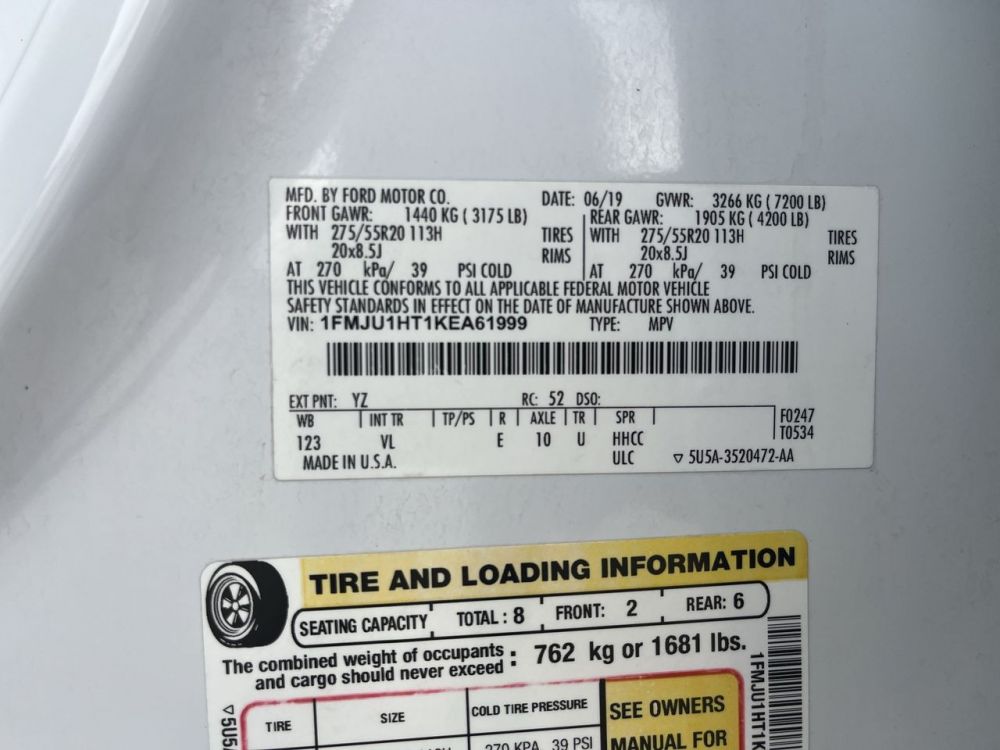 MFD. BY FORD MOTOR CO. DATE: 06/19 GVWR: 3266 KG ( 7200 LB)
FRONT GAWR: 1440 KG ( 3175 LB) REAR GAWR: 1905 KG ( 4200 LB)
WITH 275/55R20 113H TIRES WITH 275/55R20 113H TIRES
20x8.5J RIMS 20x8.5J RIMS
AT 270 kPa/ 39 PSI COLD AT 270 kPa/ 39 PSI COLD
THIS VEHICLE CONFORMS TO ALL APPLICABLE FEDERAL MOTOR VEHICLE
SAFETY STANDARDS IN EFFECT ON THE DATE OF MANUFACTURE SHOWN ABOVE.
VIN: 1FMJU1HT1KEA61999 TYPE: MPV
EXT PNT: YZ RC: 52 DSO:
WB INT TR TP/PS R AXLE TR SPR F0247
123 VL E 10 U HHCC T0534
MADE IN U.S.A. ULC ▽ 5U5A-3520472-AA
TIRE AND LOADING INFORMATION
SEATING CAPACITY TOTAL : 8 FRONT: 2 REAR: 6
The combined weight of occupants and cargo should never exceed : 762 kg or 1681 lbs.
TIRE SIZE COLD TIRE PRESSURE SEE OWNERS
270 KPA, 39 PSI MANUAL FOR
▽5U5A
1FMJU1HT1K